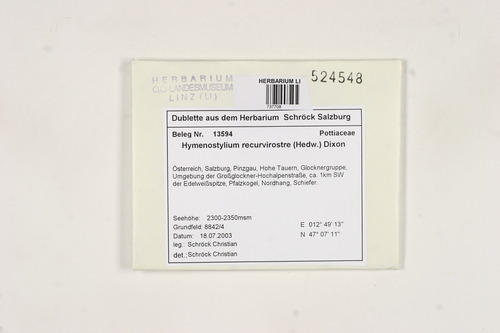 HERBARIUM
OÖ LANDESMUSEUM
LINZ (LI)
HERBARIUM LI
737708
524548
Dublette aus dem Herbarium Schröck Salzburg
Beleg Nr. 13594 Pottiaceae
Hymenostylium recurvirostre (Hedw.) Dixon
Österreich, Salzburg, Pinzgau, Hohe Tauern, Glocknergruppe,
Umgebung der Großglockner-Hochalpenstraße, ca. 1km SW
der Edelweißspitze, Pfalzkogel, Nordhang, Schiefer.
Seehöhe: 2300-2350msm E 012° 49' 13"
Grundfeld: 8842/4 N 47° 07' 11"
Datum: 18.07.2003
leg.: Schröck Christian
det.: Schröck Christian